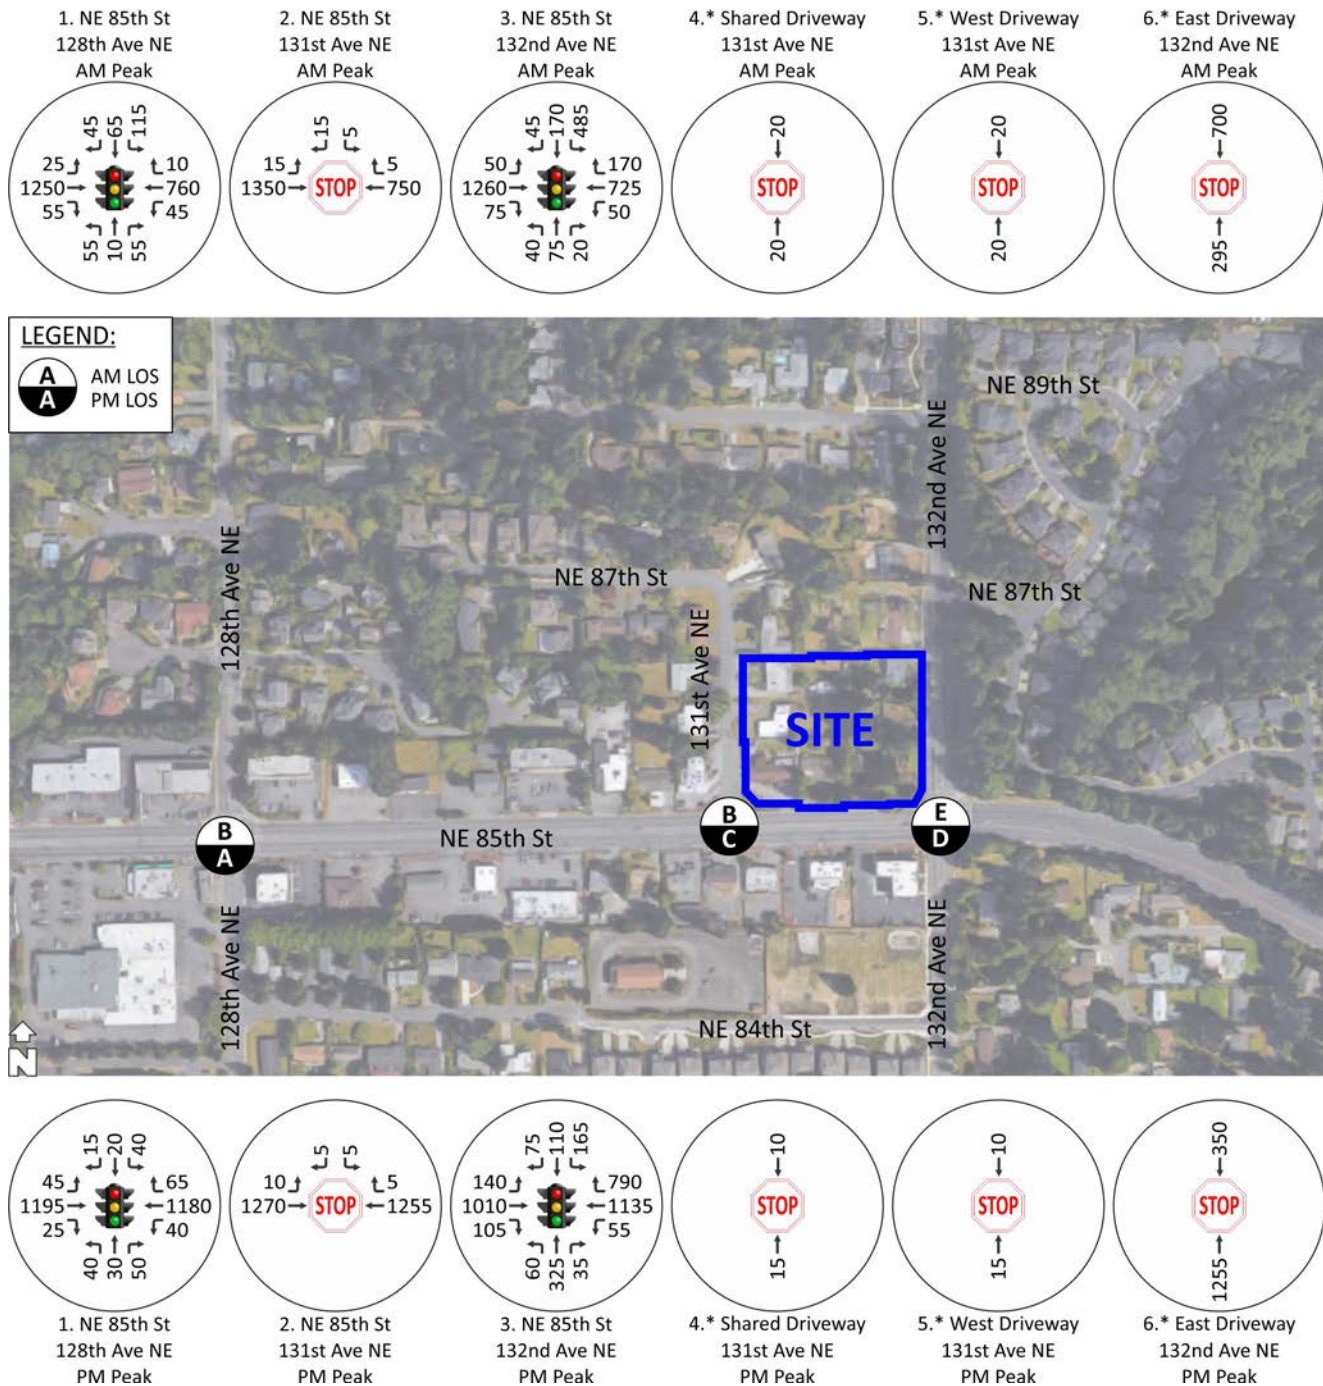 1. NE 85th St
128th Ave NE
AM Peak
2. NE 85th St
131st Ave NE
AM Peak
3. NE 85th St
132nd Ave NE
AM Peak
4.* Shared Driveway
131st Ave NE
AM Peak
5.* West Driveway
131st Ave NE
AM Peak
6.* East Driveway
132nd Ave NE
AM Peak
45 65 115
25 10
1250 760
55 45
55 10 55
15 5
15 5
1350 STOP 750
45 170 485
50 170
1260 725
75 50
40 75 20
20
STOP
20
20
STOP
20
700
STOP
295
LEGEND:
A AM LOS
A PM LOS
NE 89th St
132nd Ave NE
128th Ave NE
NE 87th St
NE 87th St
131st Ave NE
SITE
B
A
NE 85th St
B
C
E
D
128th Ave NE
132nd Ave NE
NE 84th St
N
15 20 40
45 65
1195 1180
25 40
40 30 50
5 5
10 5
1270 STOP 1255
75 110 165
140 790
1010 1135
105 55
60 325 35
10
STOP
15
10
STOP
15
350
STOP
1255
1. NE 85th St
128th Ave NE
PM Peak
2. NE 85th St
131st Ave NE
PM Peak
3. NE 85th St
132nd Ave NE
PM Peak
4.* Shared Driveway
131st Ave NE
PM Peak
5.* West Driveway
131st Ave NE
PM Peak
6.* East Driveway
132nd Ave NE
PM Peak